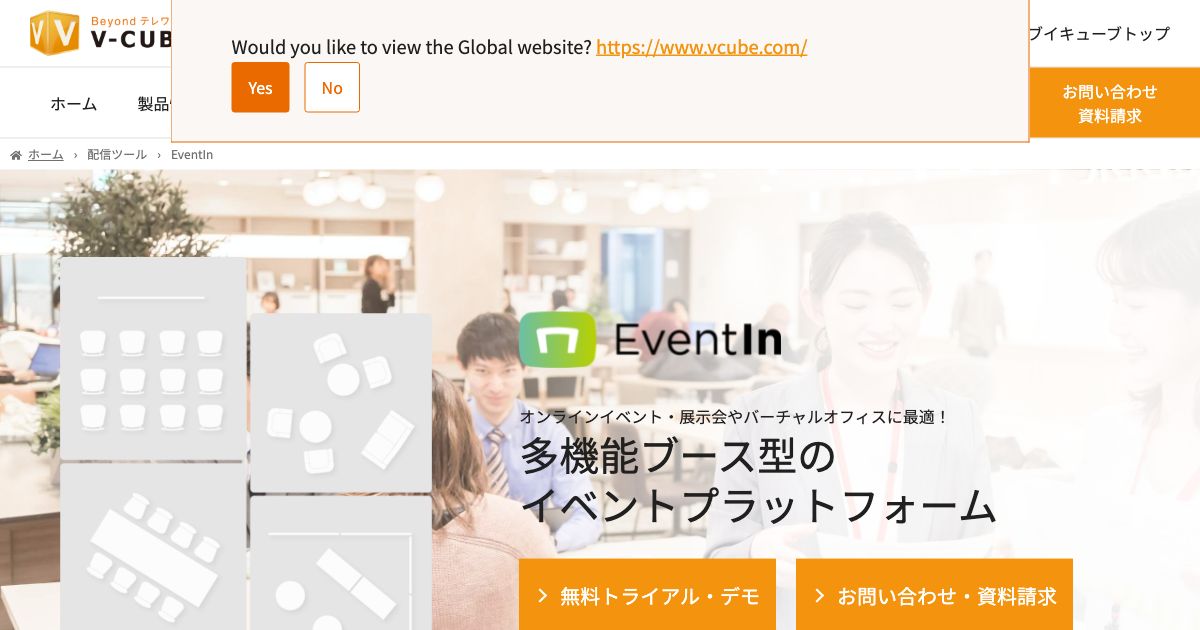 Beyond テレワ
V-CUB
Would you like to view the Global website? https://www.vcube.com/
Yes
No
ブイキューブトップ
ホーム
製品
お問い合わせ
資料請求
ホーム › 配信ツール › EventIn
EventIn
オンラインイベント・展示会やバーチャルオフィスに最適！
多機能ブース型の
イベントプラットフォーム
無料トライアル・デモ
お問い合わせ・資料請求